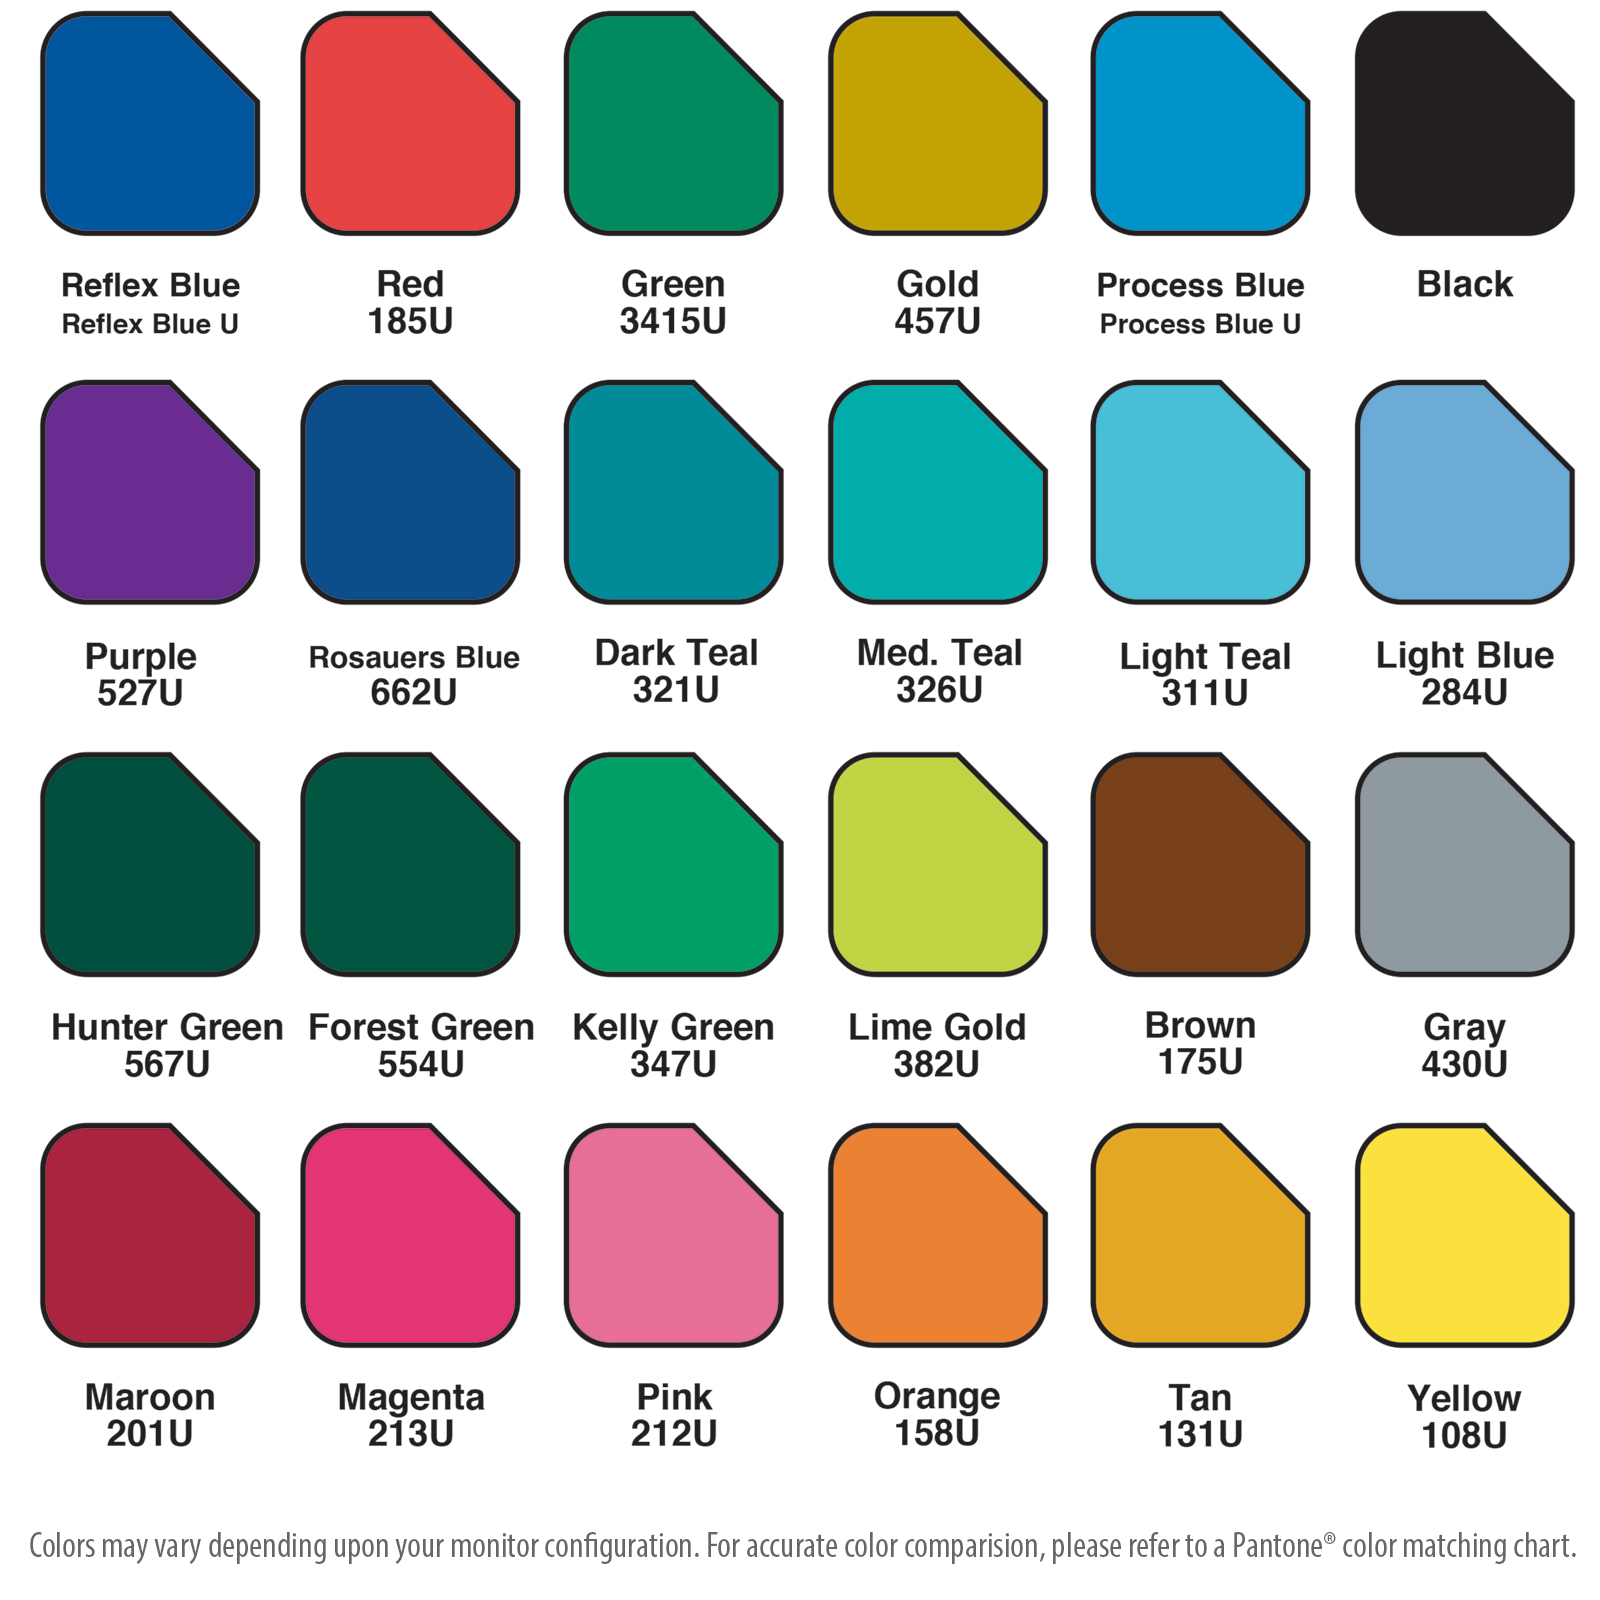 Reflex Blue
Reflex Blue U
Red
185U
Green
3415U
Gold
457U
Process Blue
Process Blue U
Black
Purple
527U
Rosauers Blue
662U
Dark Teal
321U
Med. Teal
326U
Light Teal
311U
Light Blue
284U
Hunter Green
567U
Forest Green
554U
Kelly Green
347U
Lime Gold
382U
Brown
175U
Gray
430U
Maroon
201U
Magenta
213U
Pink
212U
Orange
158U
Tan
131U
Yellow
108U
Colors may vary depending upon your monitor configuration. For accurate color comparision, please refer to a Pantone® color matching chart.